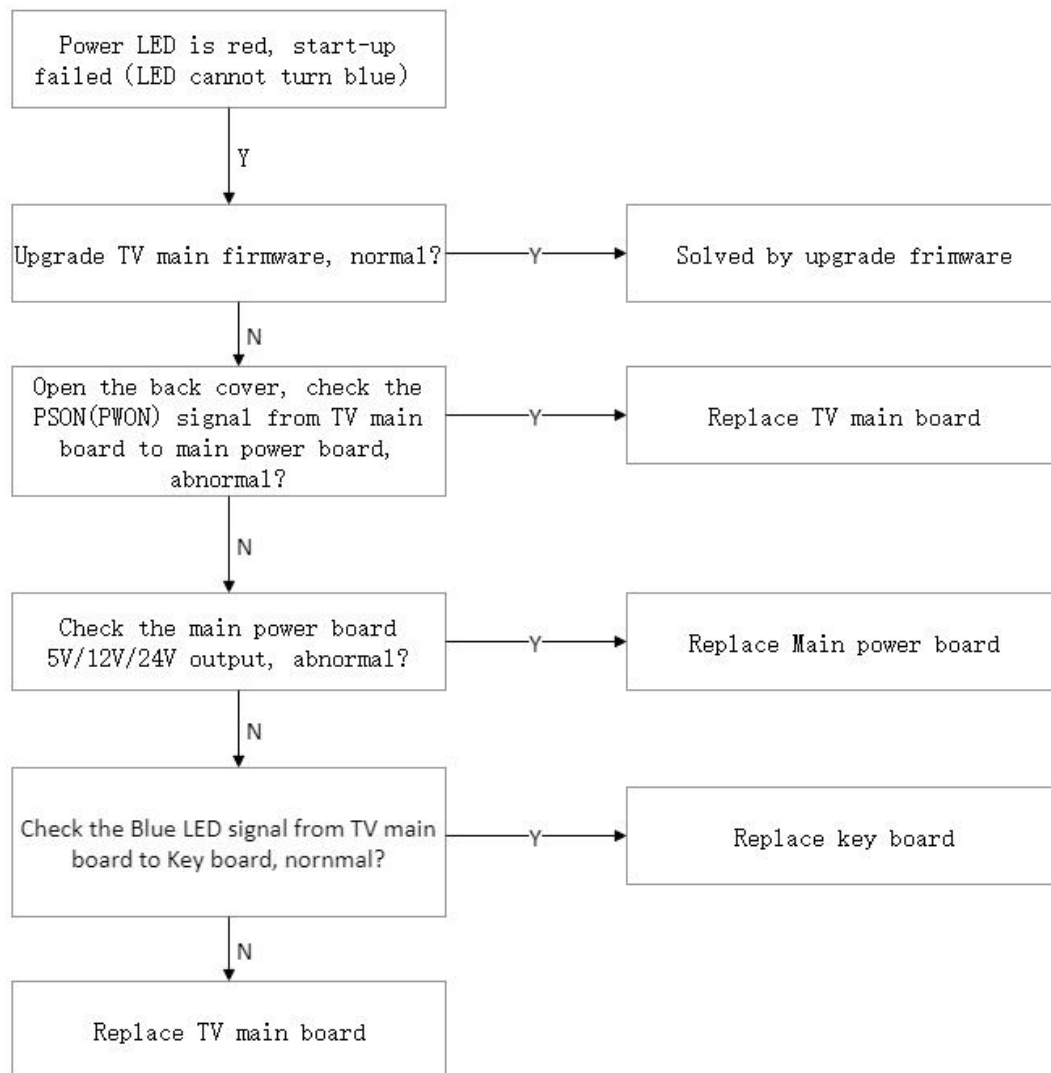 Power LED is red, start-up
failed (LED cannot turn blue)
Y
Upgrade TV main firmware, normal?
Y
Solved by upgrade frimware
N
Open the back cover, check the
PSON(PWON) signal from TV main
board to main power board,
abnormal?
Y
Replace TV main board
N
Check the main power board
5V/12V/24V output, abnormal?
Y
Replace Main power board
N
Check the Blue LED signal from TV main
board to Key board, nornmal?
Y
Replace key board
N
Replace TV main board